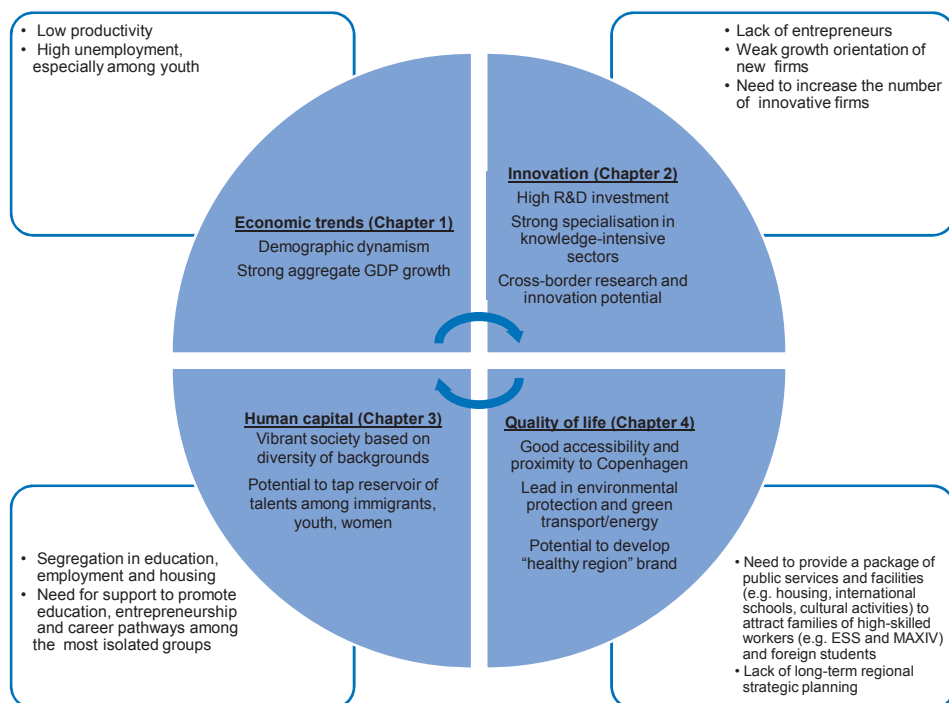 • Low productivity
• High unemployment,
especially among youth
• Lack of entrepreneurs
• Weak growth orientation of
new firms
• Need to increase the number
of innovative firms
Economic trends (Chapter 1)
Demographic dynamism
Strong aggregate GDP growth
Innovation (Chapter 2)
High R&D investment
Strong specialisation in
knowledge-intensive
sectors
Cross-border research and
innovation potential
Human capital (Chapter 3)
Vibrant society based on
diversity of backgrounds
Potential to tap reservoir of
talents among immigrants,
youth, women
Quality of life (Chapter 4)
Good accessibility and
proximity to Copenhagen
Lead in environmental
protection and green
transport/energy
Potential to develop
“healthy region” brand
• Segregation in education,
employment and housing
• Need for support to promote
education, entrepreneurship
and career pathways among
the most isolated groups
• Need to provide a package of
public services and facilities
(e.g. housing, international
schools, cultural activities) to
attract families of high-skilled
workers (e.g. ESS and MAXIV)
and foreign students
• Lack of long-term regional
strategic planning